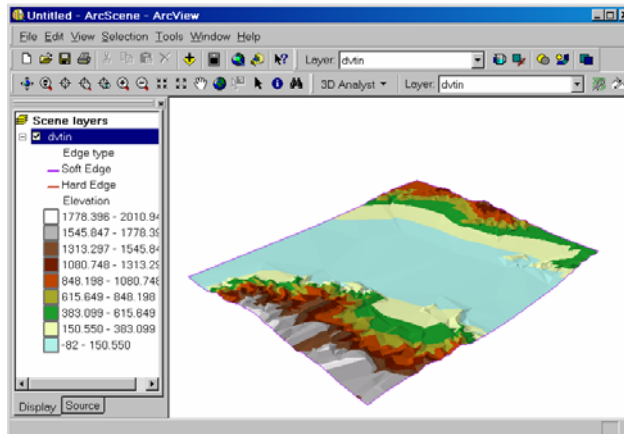 Untitled - ArcScene - ArcView
File Edit View Selection Tools Window Help
Layer: dvtin
3D Analyst Layer: dvtin
Scene layers
dvtin
Edge type
Soft Edge
Hard Edge
Elevation
1778.396 - 2010.94
1545.847 - 1778.39
1313.297 - 1545.84
1080.748 - 1313.29
848.198 - 1080.748
615.649 - 848.198
383.099 - 615.649
150.550 - 383.099
-82 - 150.550
Display Source